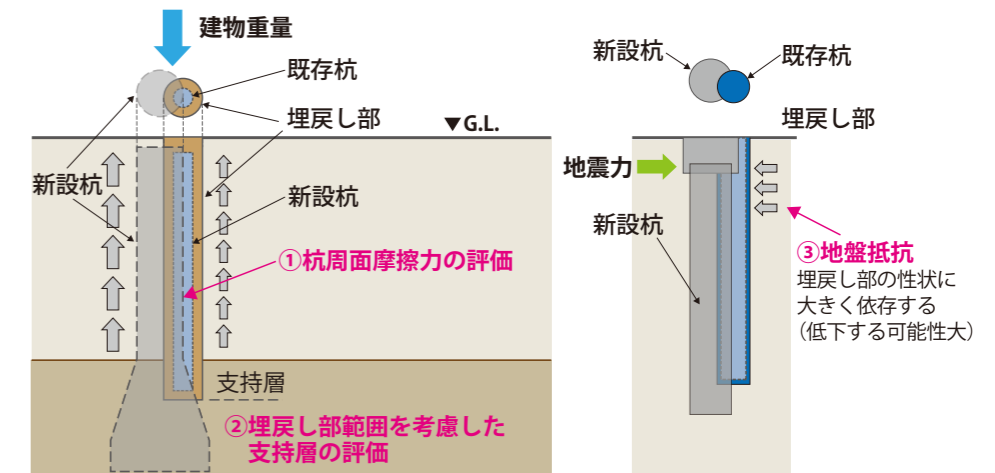 建物重量
既存杭
埋戻し部
▼G.L.
新設杭
新設杭
①杭周面摩擦力の評価
支持層
②埋戻し部範囲を考慮した
支持層の評価
新設杭
既存杭
埋戻し部
地震力
新設杭
③地盤抵抗
埋戻し部の性状に
大きく依存する
（低下する可能性大）